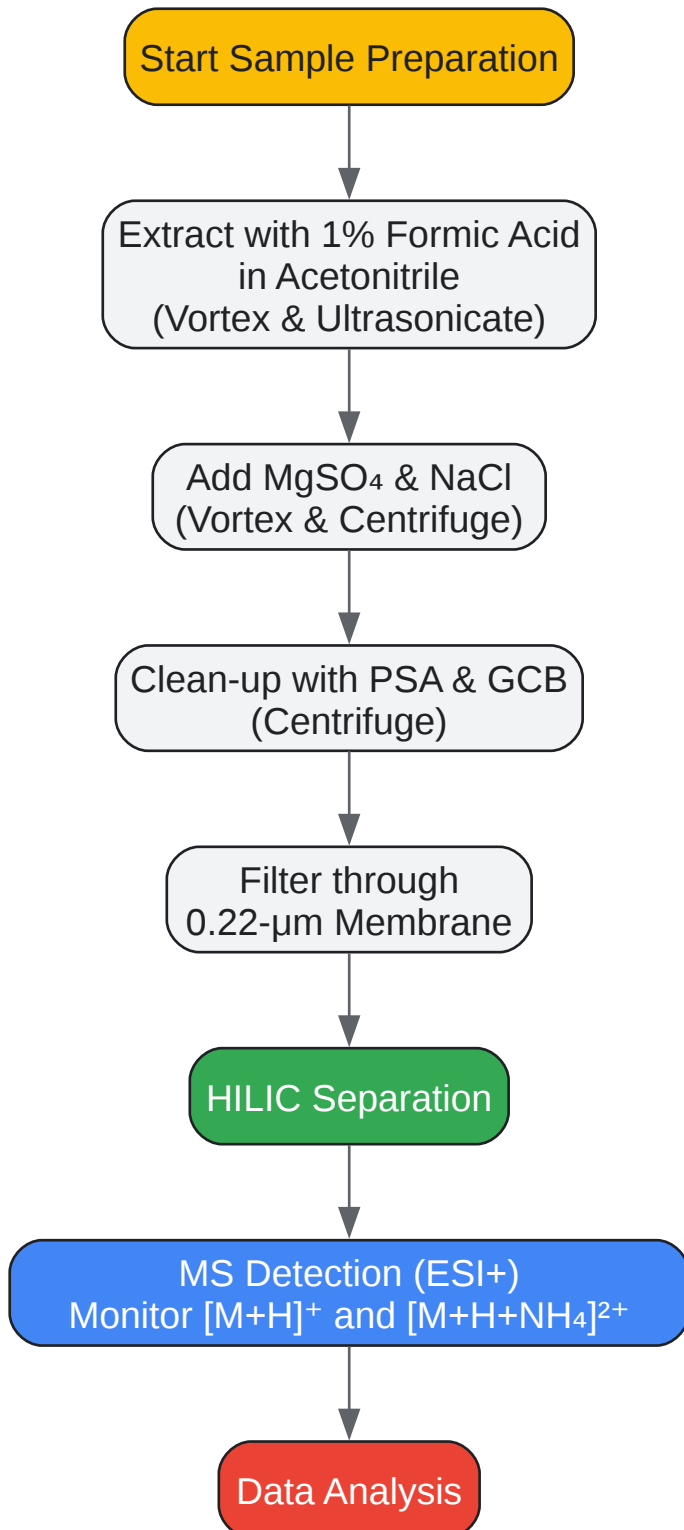 Start Sample Preparation
Extract with 1% Formic Acid
in Acetonitrile
(Vortex & Ultrasonicate)
Add MgSO₄ & NaCl
(Vortex & Centrifuge)
Clean-up with PSA & GCB
(Centrifuge)
Filter through
0.22-μm Membrane
HILIC Separation
MS Detection (ESI+)
Monitor [M+H]⁺ and [M+H+NH₄]²⁺
Data Analysis